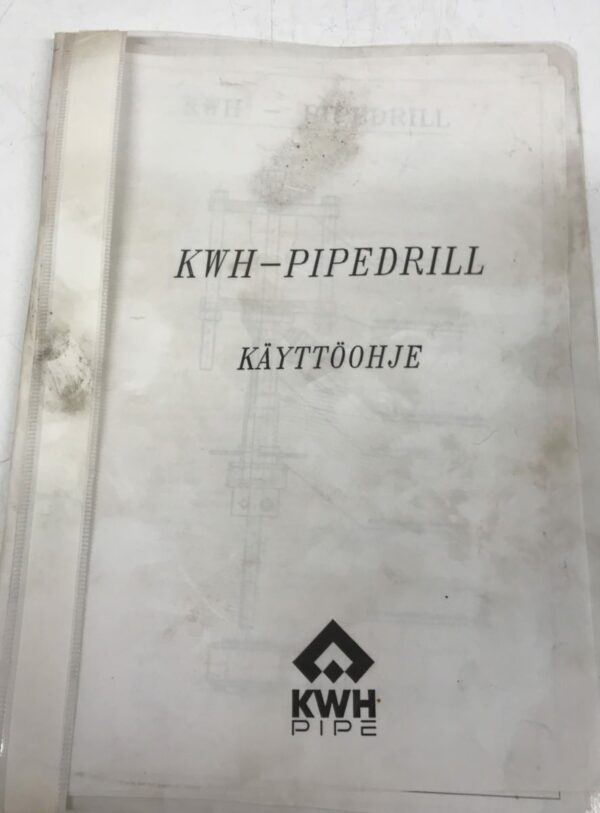 KWH - PIPEDRILL
KWH-PIPEDRILL
KÄYTTÖOHJE
KWH
PIPE